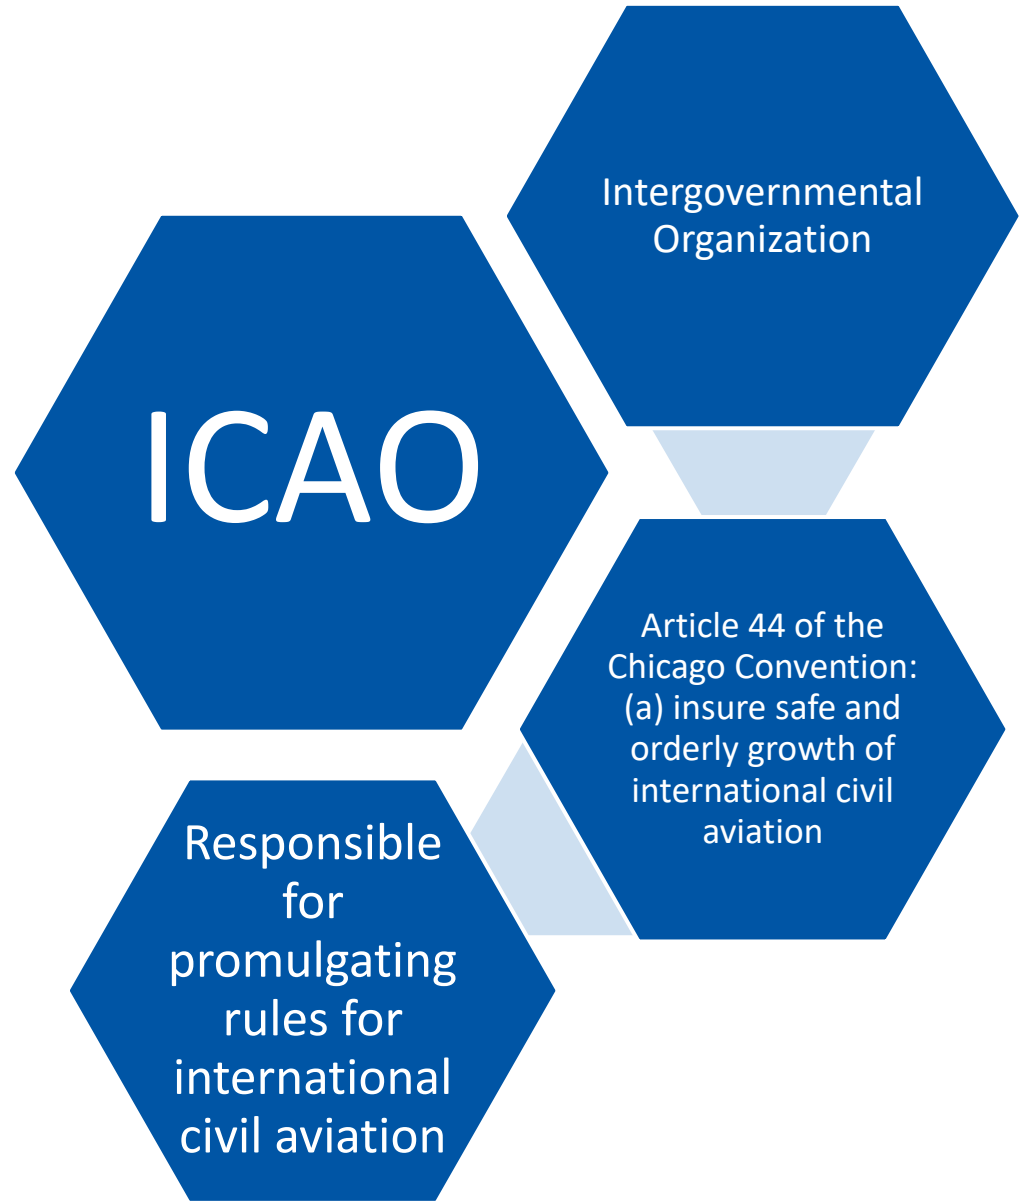 ICAO
Intergovernmental
Organization
Article 44 of the
Chicago Convention:
(a) insure safe and
orderly growth of
international civil
aviation
Responsible
for
promulgating
rules for
international
civil aviation